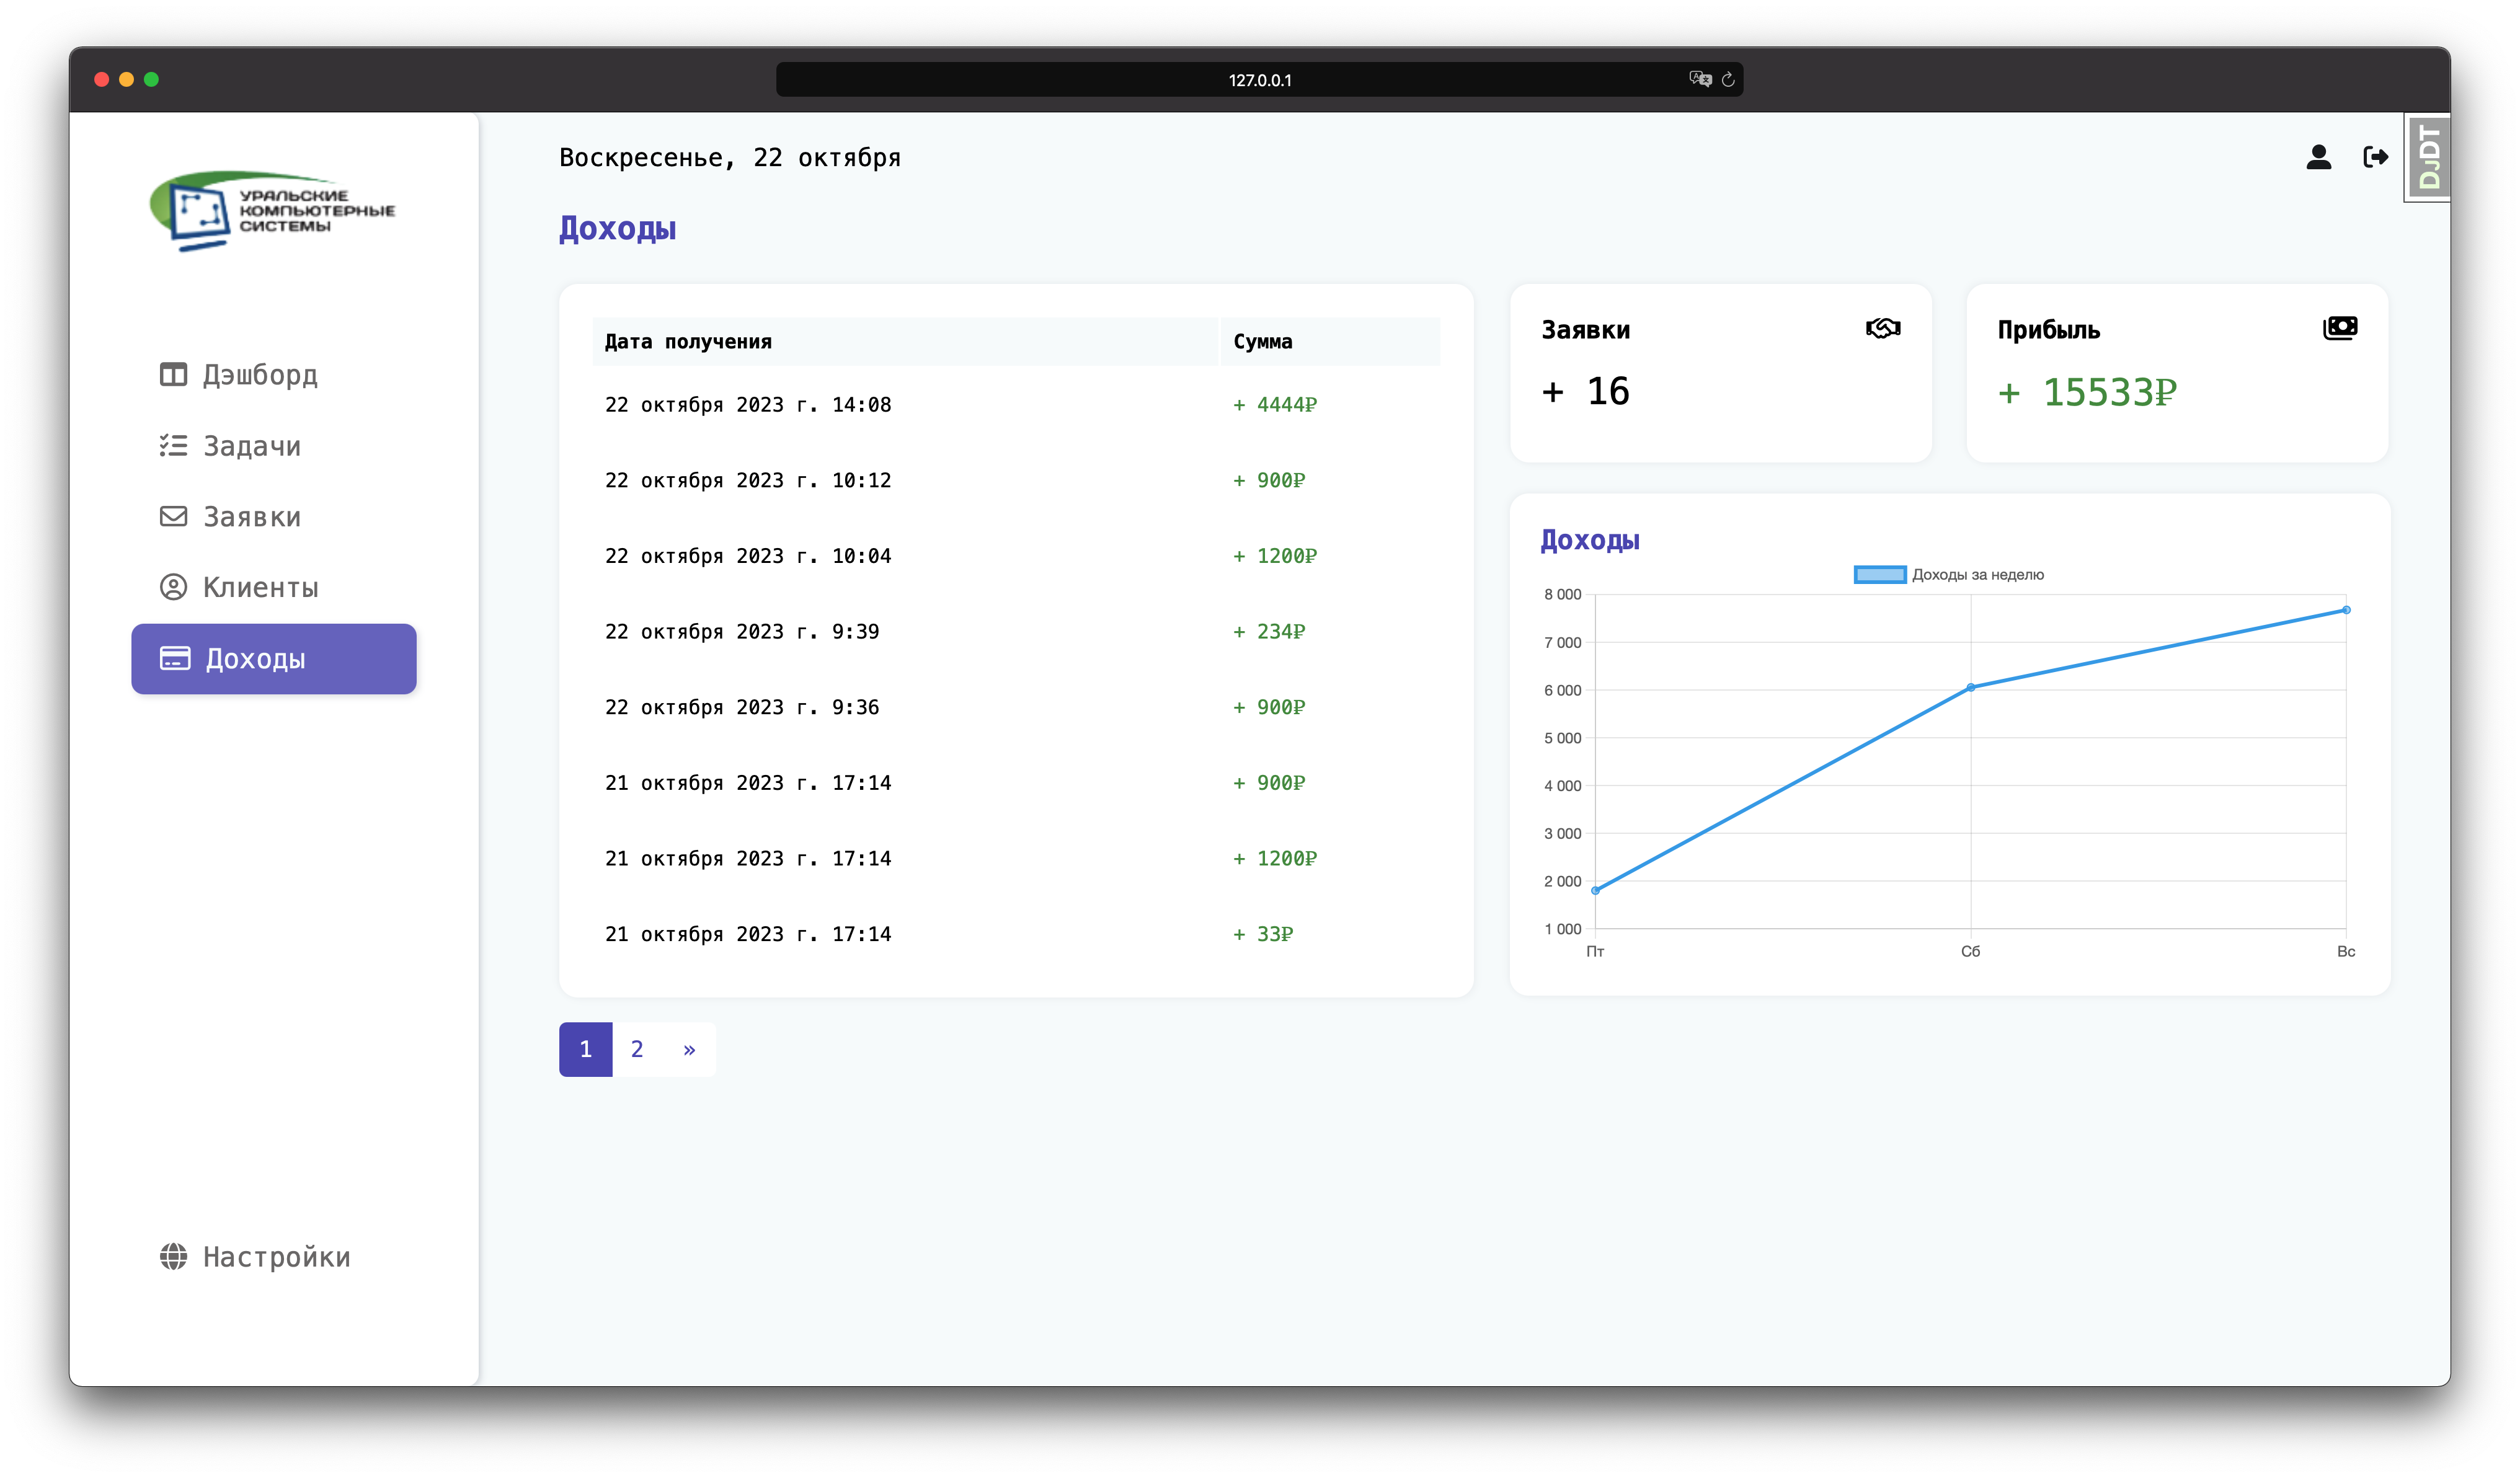 127.0.0.1
УРАЛЬСКИЕ
КОМПЬЮТЕРНЫЕ
СИСТЕМЫ
Дэшборд
Задачи
Заявки
Клиенты
Доходы
Настройки
Воскресенье, 22 октября
DJDT
Доходы
Дата получения Сумма
22 октября 2023 г. 14:08 + 4444₽
22 октября 2023 г. 10:12 + 900₽
22 октября 2023 г. 10:04 + 1200₽
22 октября 2023 г. 9:39 + 234₽
22 октября 2023 г. 9:36 + 900₽
21 октября 2023 г. 17:14 + 900₽
21 октября 2023 г. 17:14 + 1200₽
21 октября 2023 г. 17:14 + 33₽
1 2 »
Заявки
+ 16
Прибыль
+ 15533₽
Доходы
Доходы за неделю
8 000
7 000
6 000
5 000
4 000
3 000
2 000
1 000
Пт Сб Вс